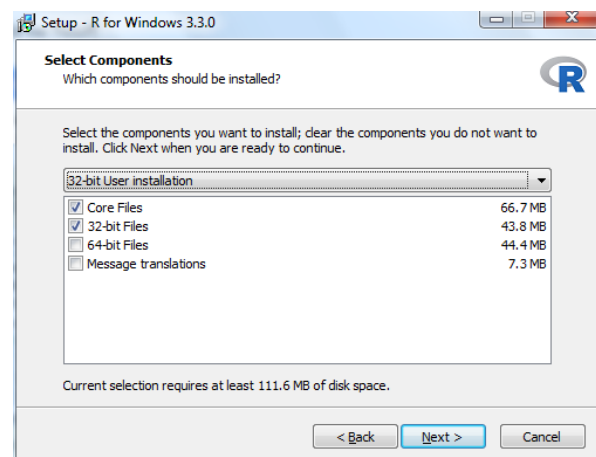 Setup - R for Windows 3.3.0
Select Components
Which components should be installed?
R
Select the components you want to install; clear the components you do not want to
install. Click Next when you are ready to continue.
32-bit User installation
Core Files 66.7 MB
32-bit Files 43.8 MB
64-bit Files 44.4 MB
Message translations 7.3 MB
Current selection requires at least 111.6 MB of disk space.
< Back Next > Cancel